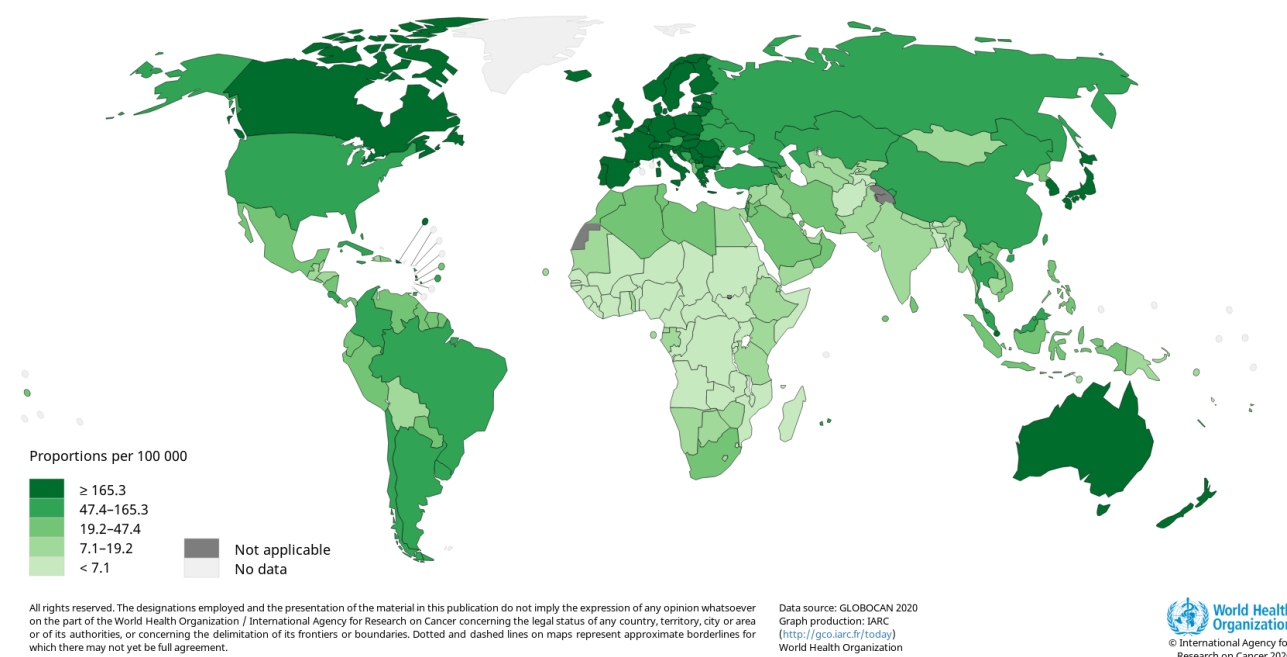 Proportions per 100 000
≥ 165.3
47.4–165.3
19.2–47.4
7.1–19.2
< 7.1
Not applicable
No data
All rights reserved. The designations employed and the presentation of the material in this publication do not imply the expression of any opinion whatsoever
on the part of the World Health Organization / International Agency for Research on Cancer concerning the legal status of any country, territory, city or area
or of its authorities, or concerning the delimitation of its frontiers or boundaries. Dotted and dashed lines on maps represent approximate borderlines for
which there may not yet be full agreement.
Data source: GLOBOCAN 2020
Graph production: IARC
(http://gco.iarc.fr/today)
World Health Organization
World Health
Organization
© International Agency for
Research on Cancer